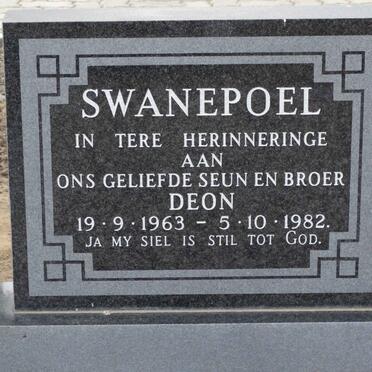 SWANEPOEL
IN TERE HERINNERINGE
AAN
ONS GELIEFDE SEUN EN BROER
DEON
19·9·1963 – 5·10·1982.
JA MY SIEL IS STIL TOT GOD.